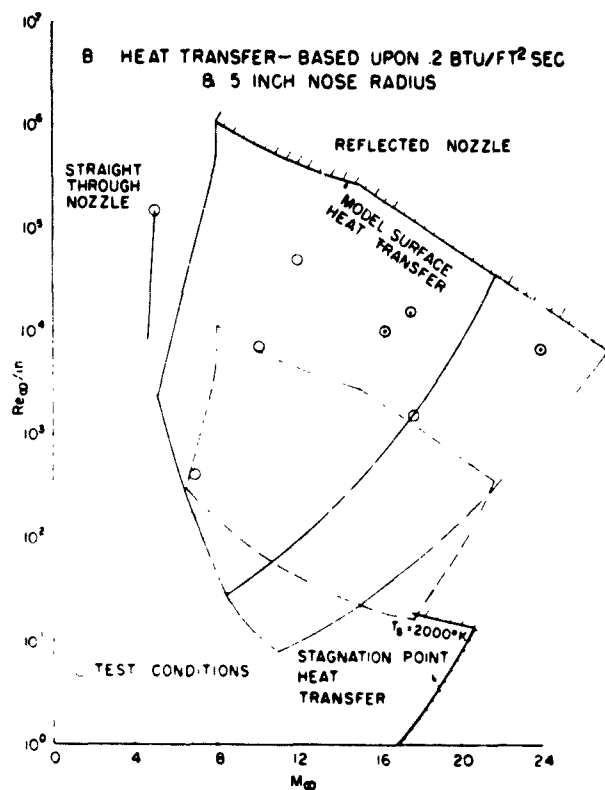 B HEAT TRANSFER-BASED UPON .2 BTU/FT² SEC
& 5 INCH NOSE RADIUS
REFLECTED NOZZLE
STRAIGHT
THROUGH
NOZZLE
MODEL SURFACE
HEAT TRANSFER
10⁷
10⁶
10⁵
10⁴
10³
10²
10¹
10⁰
Re∞/in
T_B = 2000°K
TEST CONDITIONS
STAGNATION POINT
HEAT
TRANSFER
0 4 8 12 16 20 24
M∞